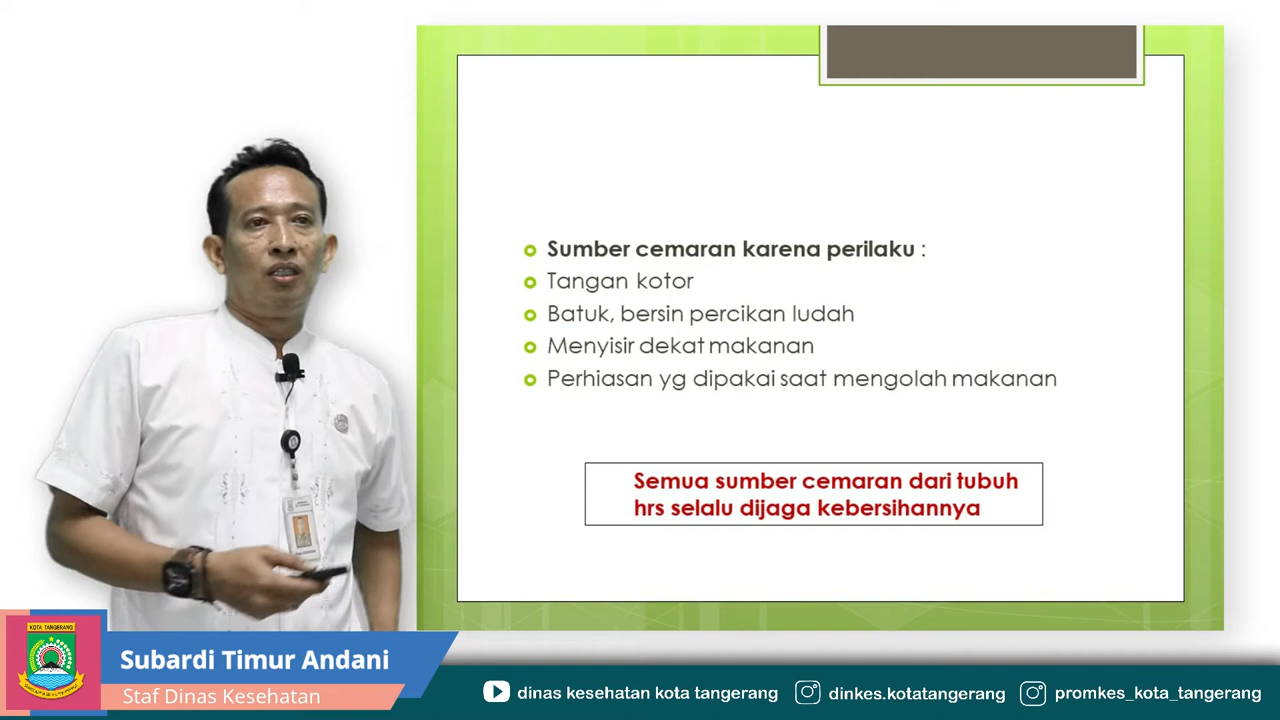 Sumber cemaran karena perilaku :
Tangan kotor
Batuk, bersin percikan ludah
Menyisir dekat makanan
Perhiasan yg dipakai saat mengolah makanan
Semua sumber cemaran dari tubuh
hrs selalu dijaga kebersihannya
KOTA TANGERANG
Subardi Timur Andani
Staf Dinas Kesehatan
dinas kesehatan kota tangerang
dinkes.kotatangerang
promkes_kota_tangerang